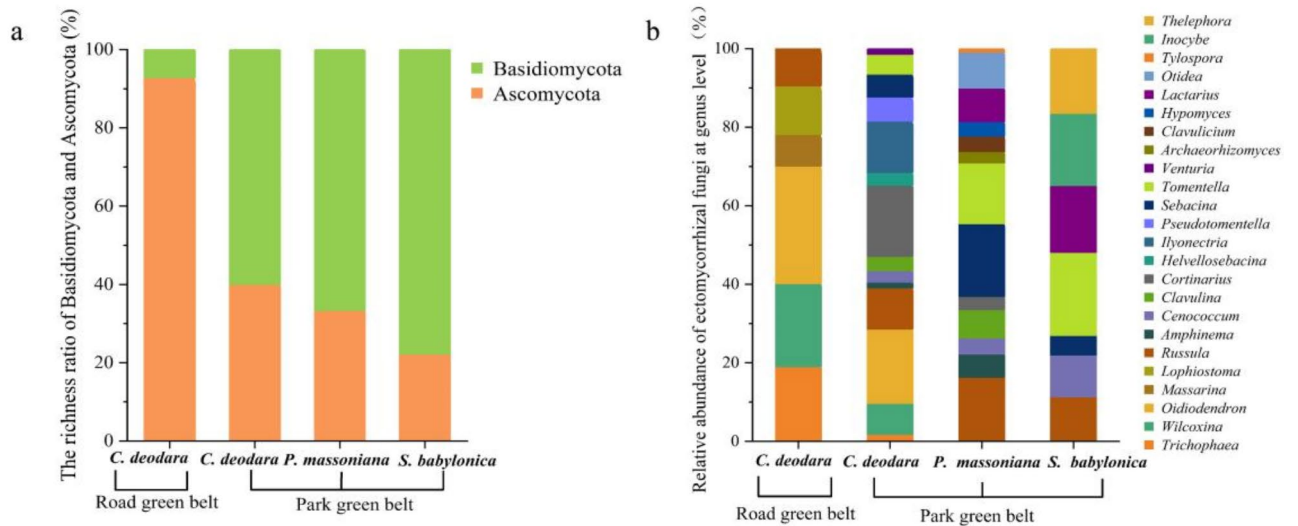 a
The richness ratio of Basidiomycota and Ascomycota (%)
100
80
60
40
20
0
Basidiomycota
Ascomycota
C. deodara C. deodara P. massoniana S. babylonica
Road green belt Park green belt
b
Relative abundance of ectomycorrhizal fungi at genus level (%)
100
80
60
40
20
0
Thelephora
Inocybe
Tylospora
Otidea
Lactarius
Hypomyces
Clavulicium
Archaeorhizomyces
Venturia
Tomentella
Sebacina
Pseudotomentella
Ilyonectria
Helvellosebacina
Cortinarius
Clavulina
Cenococcum
Amphinema
Russula
Lophiostoma
Massarina
Oidiodendron
Wilcoxina
Trichophaea
C. deodara C. deodara P. massoniana S. babylonica
Road green belt Park green belt